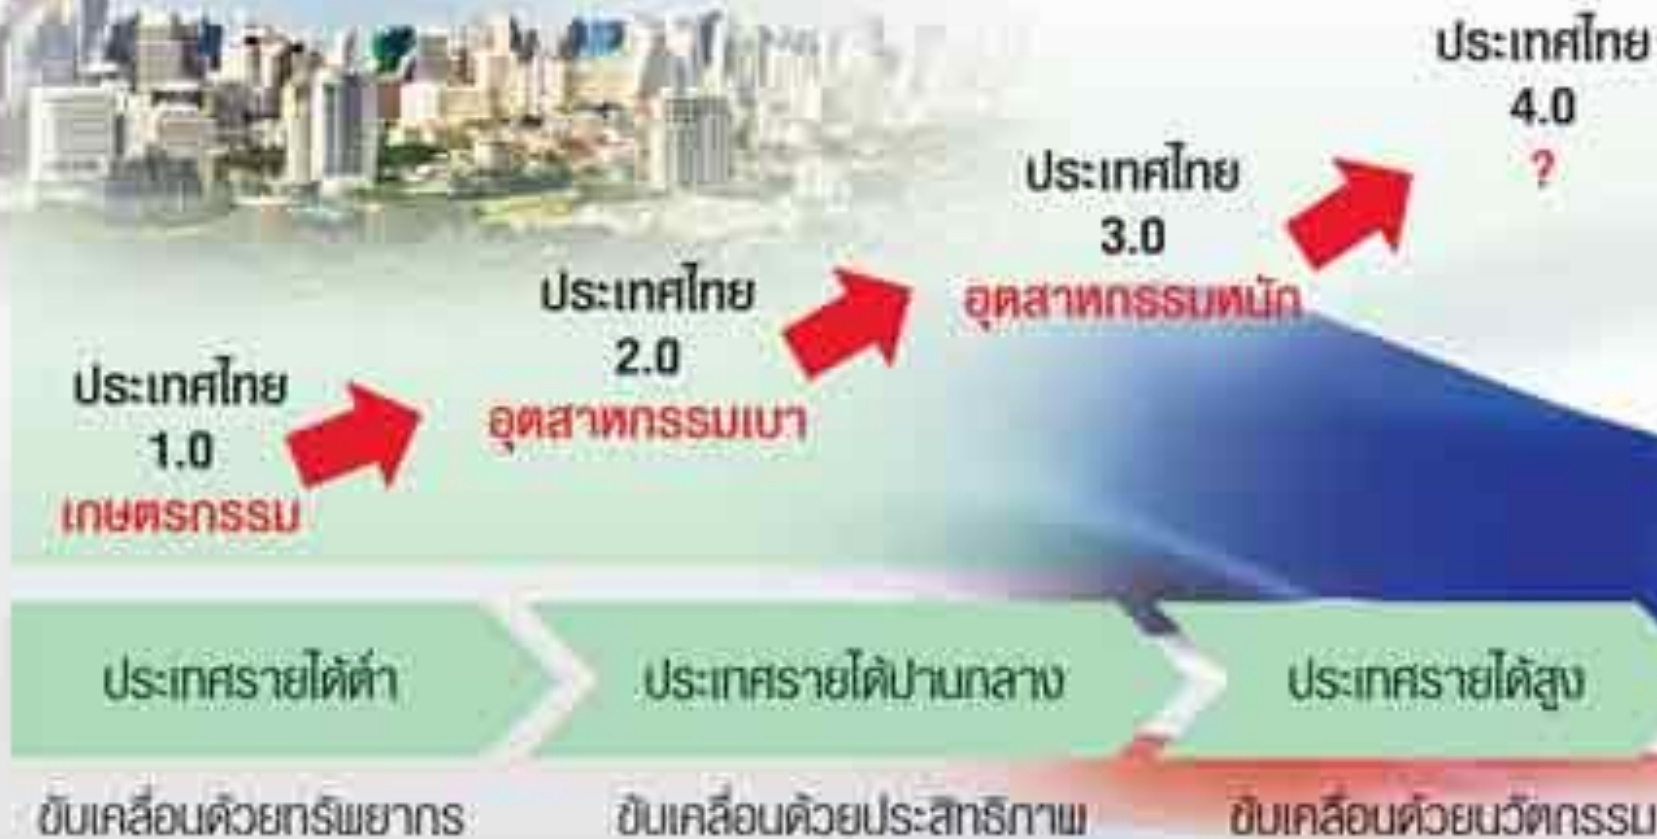 ประเทศไทย
1.0
เกษตรกรรม
ประเทศไทย
2.0
อุตสาหกรรมเบา
ประเทศไทย
3.0
อุตสาหกรรมหนัก
ประเทศไทย
4.0
?
ประเทศรายได้ต่ำ
ประเทศรายได้ปานกลาง
ประเทศรายได้สูง
ขับเคลื่อนด้วยทรัพยากร
ขับเคลื่อนด้วยประสิทธิภาพ
ขับเคลื่อนด้วยนวัตกรรม